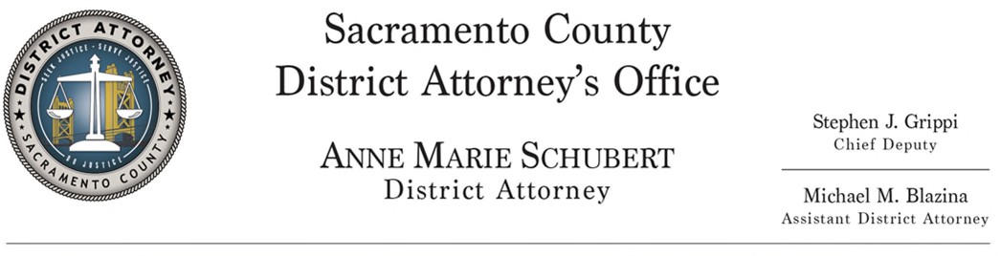 DISTRICT ATTORNEY
SEEK JUSTICE - SERVE JUSTICE
DO JUSTICE
SACRAMENTO COUNTY
Sacramento County
District Attorney's Office
ANNE MARIE SCHUBERT
District Attorney
Stephen J. Grippi
Chief Deputy
Michael M. Blazina
Assistant District Attorney